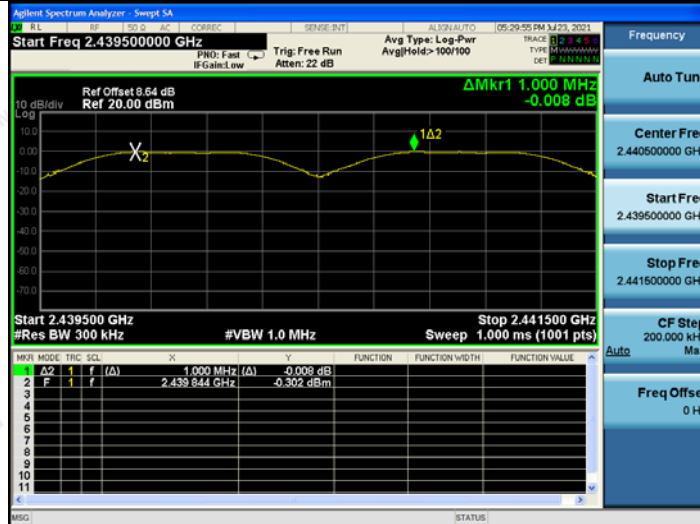 Agilent Spectrum Analyzer - Swept SA
RL RF 50 Ω AC CORREC SENSE:INT ALIGNAUTO 05:29:55 PM Jul 23, 2021
Start Freq 2.439500000 GHz
PNO: Fast
IFGain:Low
Trig: Free Run
Atten: 22 dB
Avg Type: Log-Pwr
Avg|Hold:> 100/100
TRACE 1 2 3 4 5 6
TYPE M
DET P N N N N N
ΔMkr1 1.000 MHz
-0.008 dB
Ref Offset 8.64 dB
10 dB/div Ref 20.00 dBm
Log
10.0
0.00
-10.0
-20.0
-30.0
-40.0
-50.0
-60.0
-70.0
2
1Δ2
Start 2.439500 GHz Stop 2.441500 GHz
#Res BW 300 kHz #VBW 1.0 MHz Sweep 1.000 ms (1001 pts)
MKR MODE TRC SCL X Y FUNCTION FUNCTION WIDTH FUNCTION VALUE
1 Δ2 1 f (Δ) 1.000 MHz (Δ) -0.008 dB
2 F 1 f 2.439 844 GHz -0.302 dBm
3
4
5
6
7
8
9
10
11
MSG STATUS
Frequency
Auto Tun
Center Fre
2.440500000 GH
Start Fre
2.439500000 GH
Stop Fre
2.441500000 GH
CF Ste
200.000 kH
Auto Ma
Freq Offse
0 H